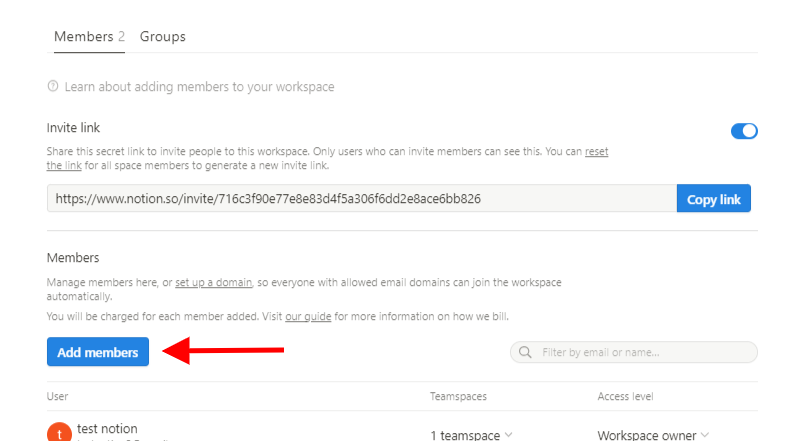 Members 2 Groups
Learn about adding members to your workspace
Invite link
Share this secret link to invite people to this workspace. Only users who can invite members can see this. You can reset
the link for all space members to generate a new invite link.
https://www.notion.so/invite/716c3f90e77e8e83d4f5a306f6dd2e8ace6bb826 Copy link
Members
Manage members here, or set up a domain, so everyone with allowed email domains can join the workspace
automatically.
You will be charged for each member added. Visit our guide for more information on how we bill.
Add members Filter by email or name...
User Teamspaces Access level
t test notion 1 teamspace Workspace owner